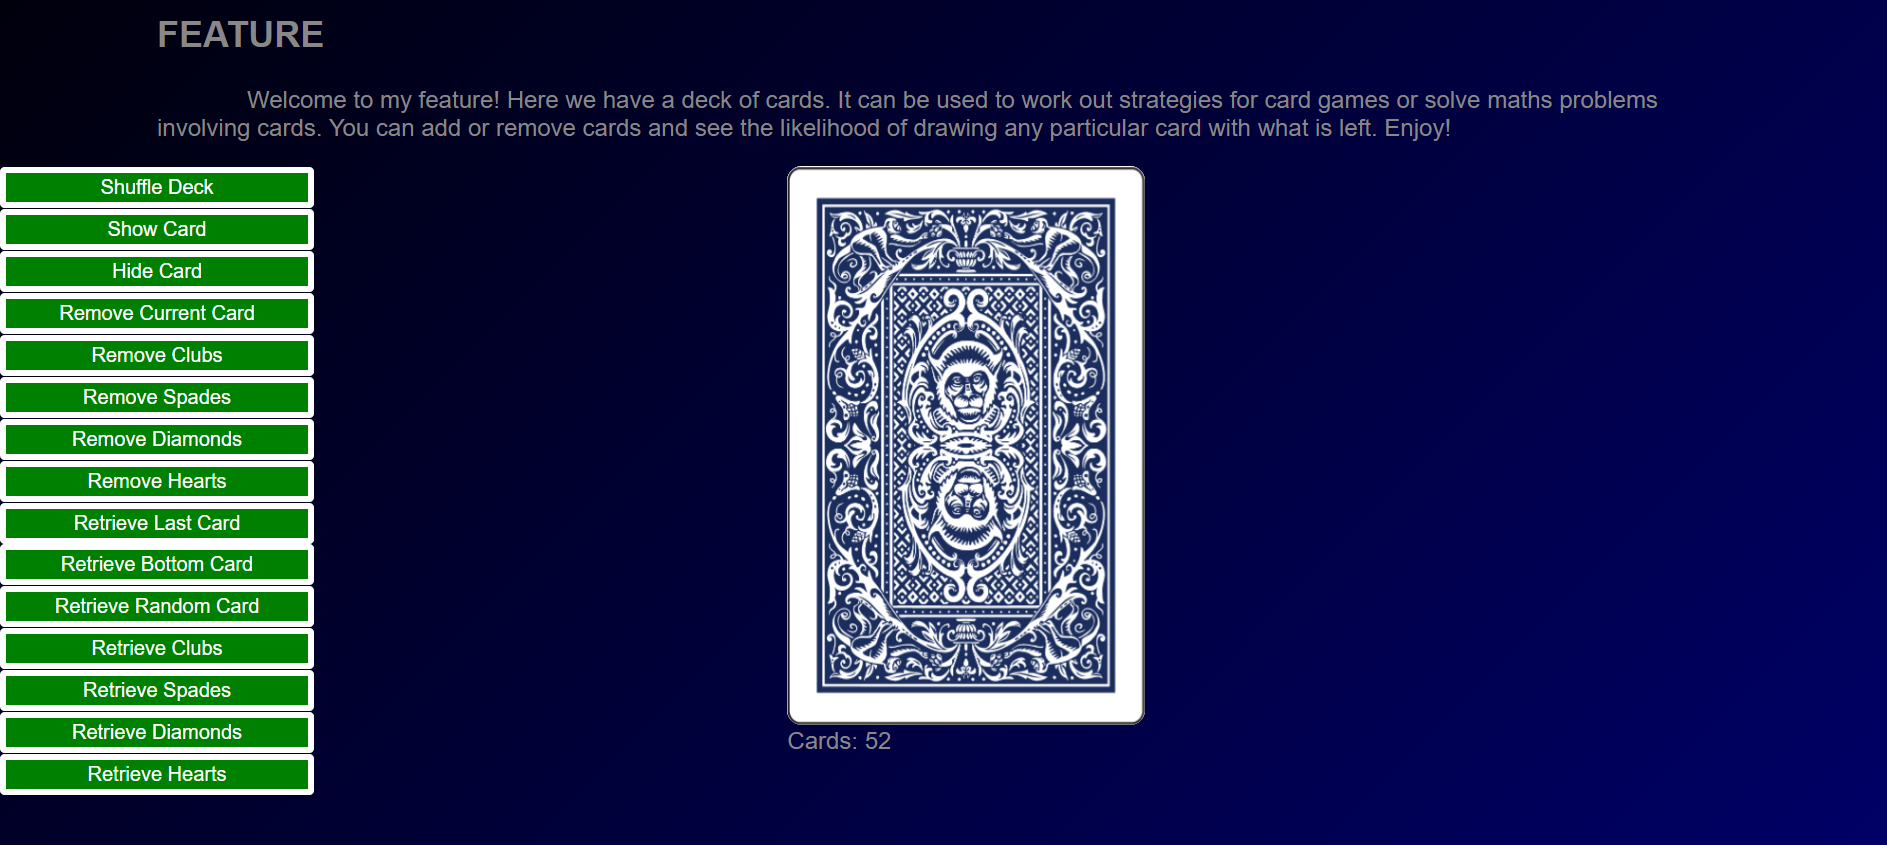 FEATURE
Welcome to my feature! Here we have a deck of cards. It can be used to work out strategies for card games or solve maths problems
involving cards. You can add or remove cards and see the likelihood of drawing any particular card with what is left. Enjoy!
Shuffle Deck
Show Card
Hide Card
Remove Current Card
Remove Clubs
Remove Spades
Remove Diamonds
Remove Hearts
Retrieve Last Card
Retrieve Bottom Card
Retrieve Random Card
Retrieve Clubs
Retrieve Spades
Retrieve Diamonds
Retrieve Hearts
Cards: 52